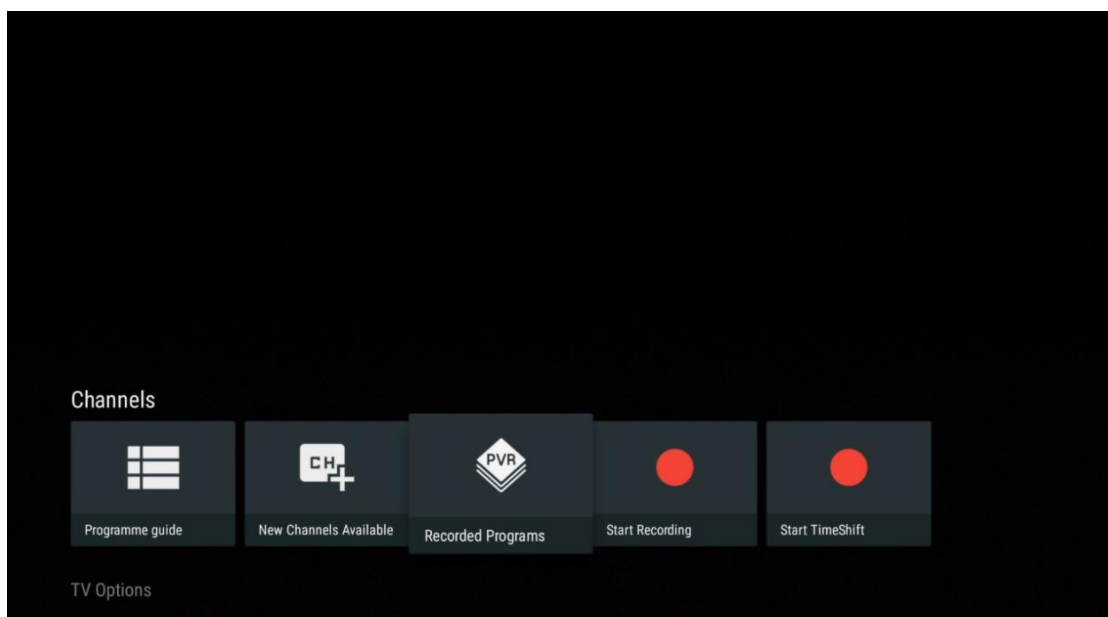 Channels
CH
PVR
Programme guide
New Channels Available
Recorded Programs
Start Recording
Start TimeShift
TV Options